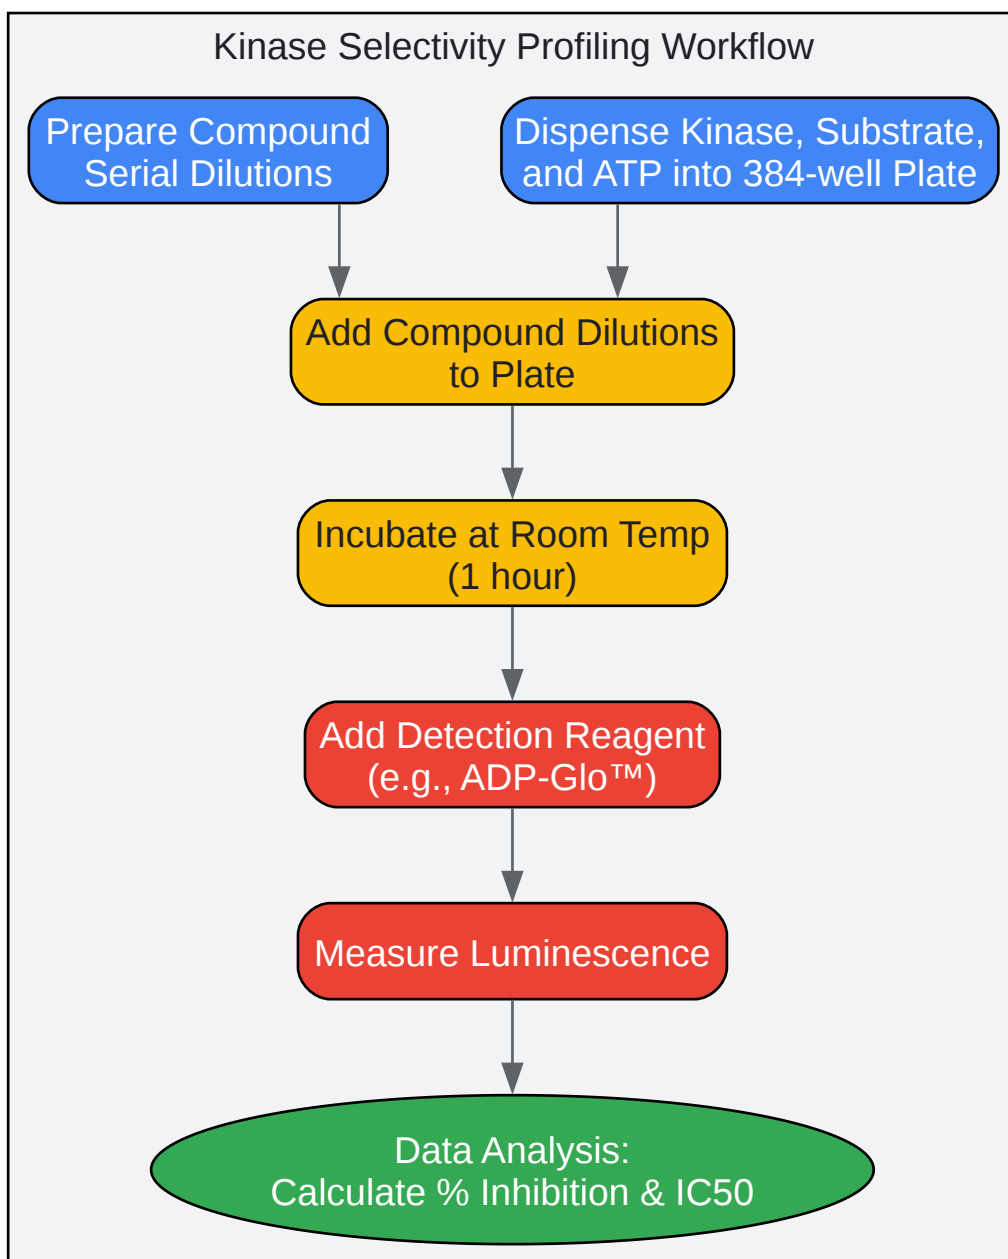 Kinase Selectivity Profiling Workflow
Prepare Compound
Serial Dilutions
Dispense Kinase, Substrate,
and ATP into 384-well Plate
Add Compound Dilutions
to Plate
Incubate at Room Temp
(1 hour)
Add Detection Reagent
(e.g., ADP-Glo™)
Measure Luminescence
Data Analysis:
Calculate % Inhibition & IC50